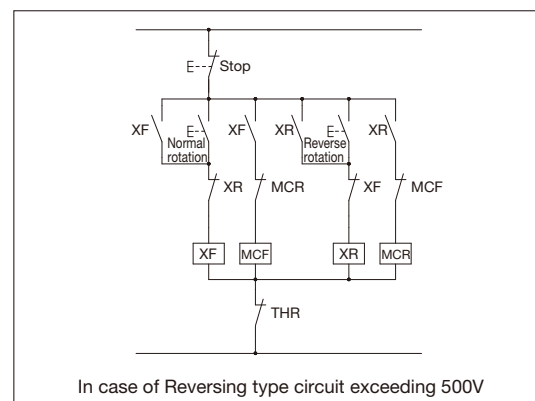 Stop
XF
Normal
rotation
XF
XR
Reverse
rotation
XR
XR
MCR
XF
MCF
XF
MCF
XR
MCR
THR
In case of Reversing type circuit exceeding 500V